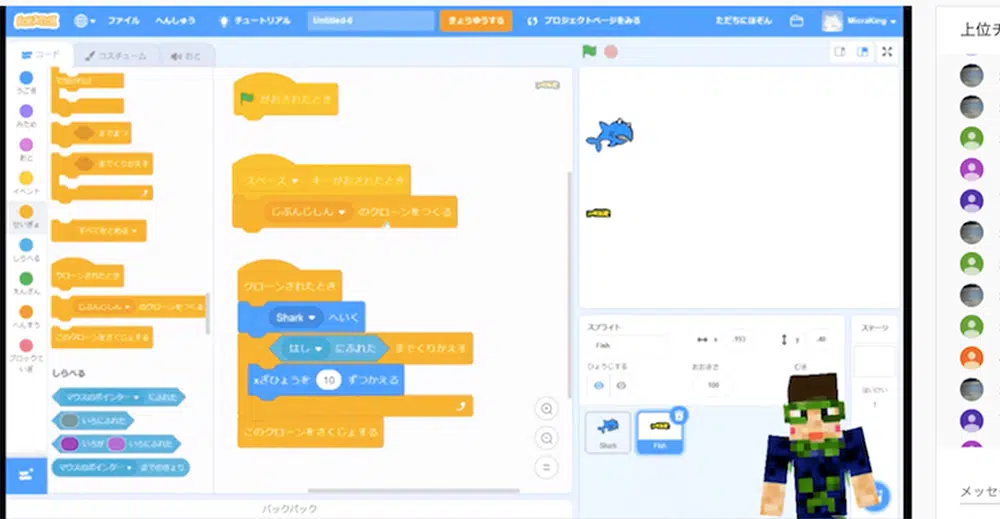 ファイル
へんしゅう
チュートリアル
Untitled-6
きょうゆうする
プロジェクトページをみる
ただちにほぞん
MicraKing
コード
コスチューム
おと
うごき
みため
おと
イベント
せいぎょ
しらべる
えんざん
へんすう
ブロックていぎ
までまつ
までくりかえす
すべてをとめる
クローンされたとき
じぶんじしん のクローンをつくる
このクローンをさくじょする
しらべる
マウスのポインター にふれた
いろにふれた
いろが いろにふれた
マウスのポインター までのきょり
がおされたとき
スペース キーがおされたとき
じぶんじしん のクローンをつくる
クローンされたとき
Shark へいく
はし にふれた までくりかえす
xざひょうを 10 ずつかえる
このクローンをさくじょする
バックパック
スプライト
Fish
x
y
ひょうじする
おおきさ
100
むき
ステージ
はいけい
1
Shark
Fish
上位チ
メッセ